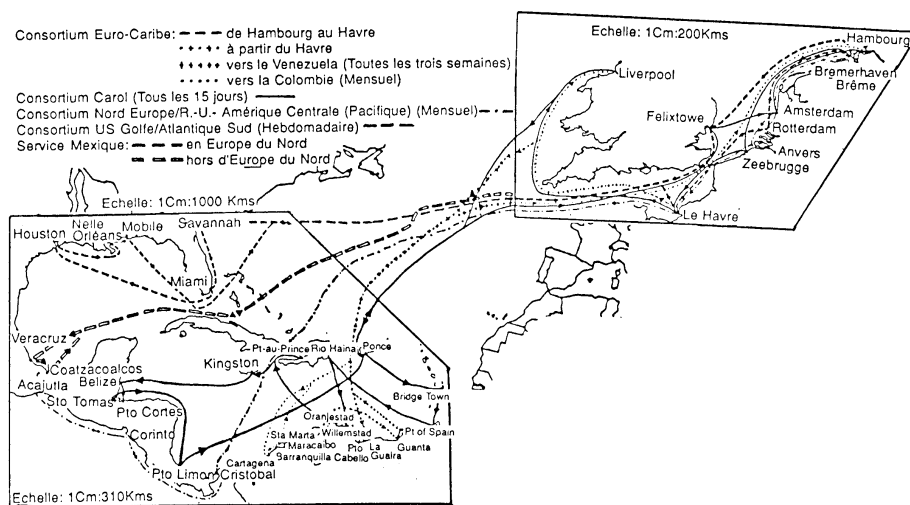 Consortium Euro-Caribe: de Hambourg au Havre
à partir du Havre
vers le Venezuela (Toutes les trois semaines)
vers la Colombie (Mensuel)
Consortium Carol (Tous les 15 jours)
Consortium Nord Europe/R.-U.- Amérique Centrale (Pacifique) (Mensuel)
Consortium US Golfe/Atlantique Sud (Hebdomadaire)
Service Mexique: en Europe du Nord
hors d'Europe du Nord
Echelle: 1Cm:200Kms
Hambourg
Liverpool
Bremerhaven
Brême
Felixtowe
Amsterdam
Rotterdam
Anvers
Zeebrugge
Le Havre
Echelle: 1Cm:1000 Kms
Houston
Nelle
Orléans
Mobile
Savannah
Miami
Veracruz
Coatzacoalcos
Acajutla
Belize
Sto Tomas
Pto Cortes
Corinto
Pto Limon
Cristobal
Kingston
Pt-au-Prince
Rio Haina
Ponce
Bridge Town
Pt of Spain
Oranjestad
Willemstad
Sta Marta
Maracaibo
Barranquilla
Cartagena
Pto
Cabello
La
Guaira
Guanta
Echelle: 1Cm:310Kms